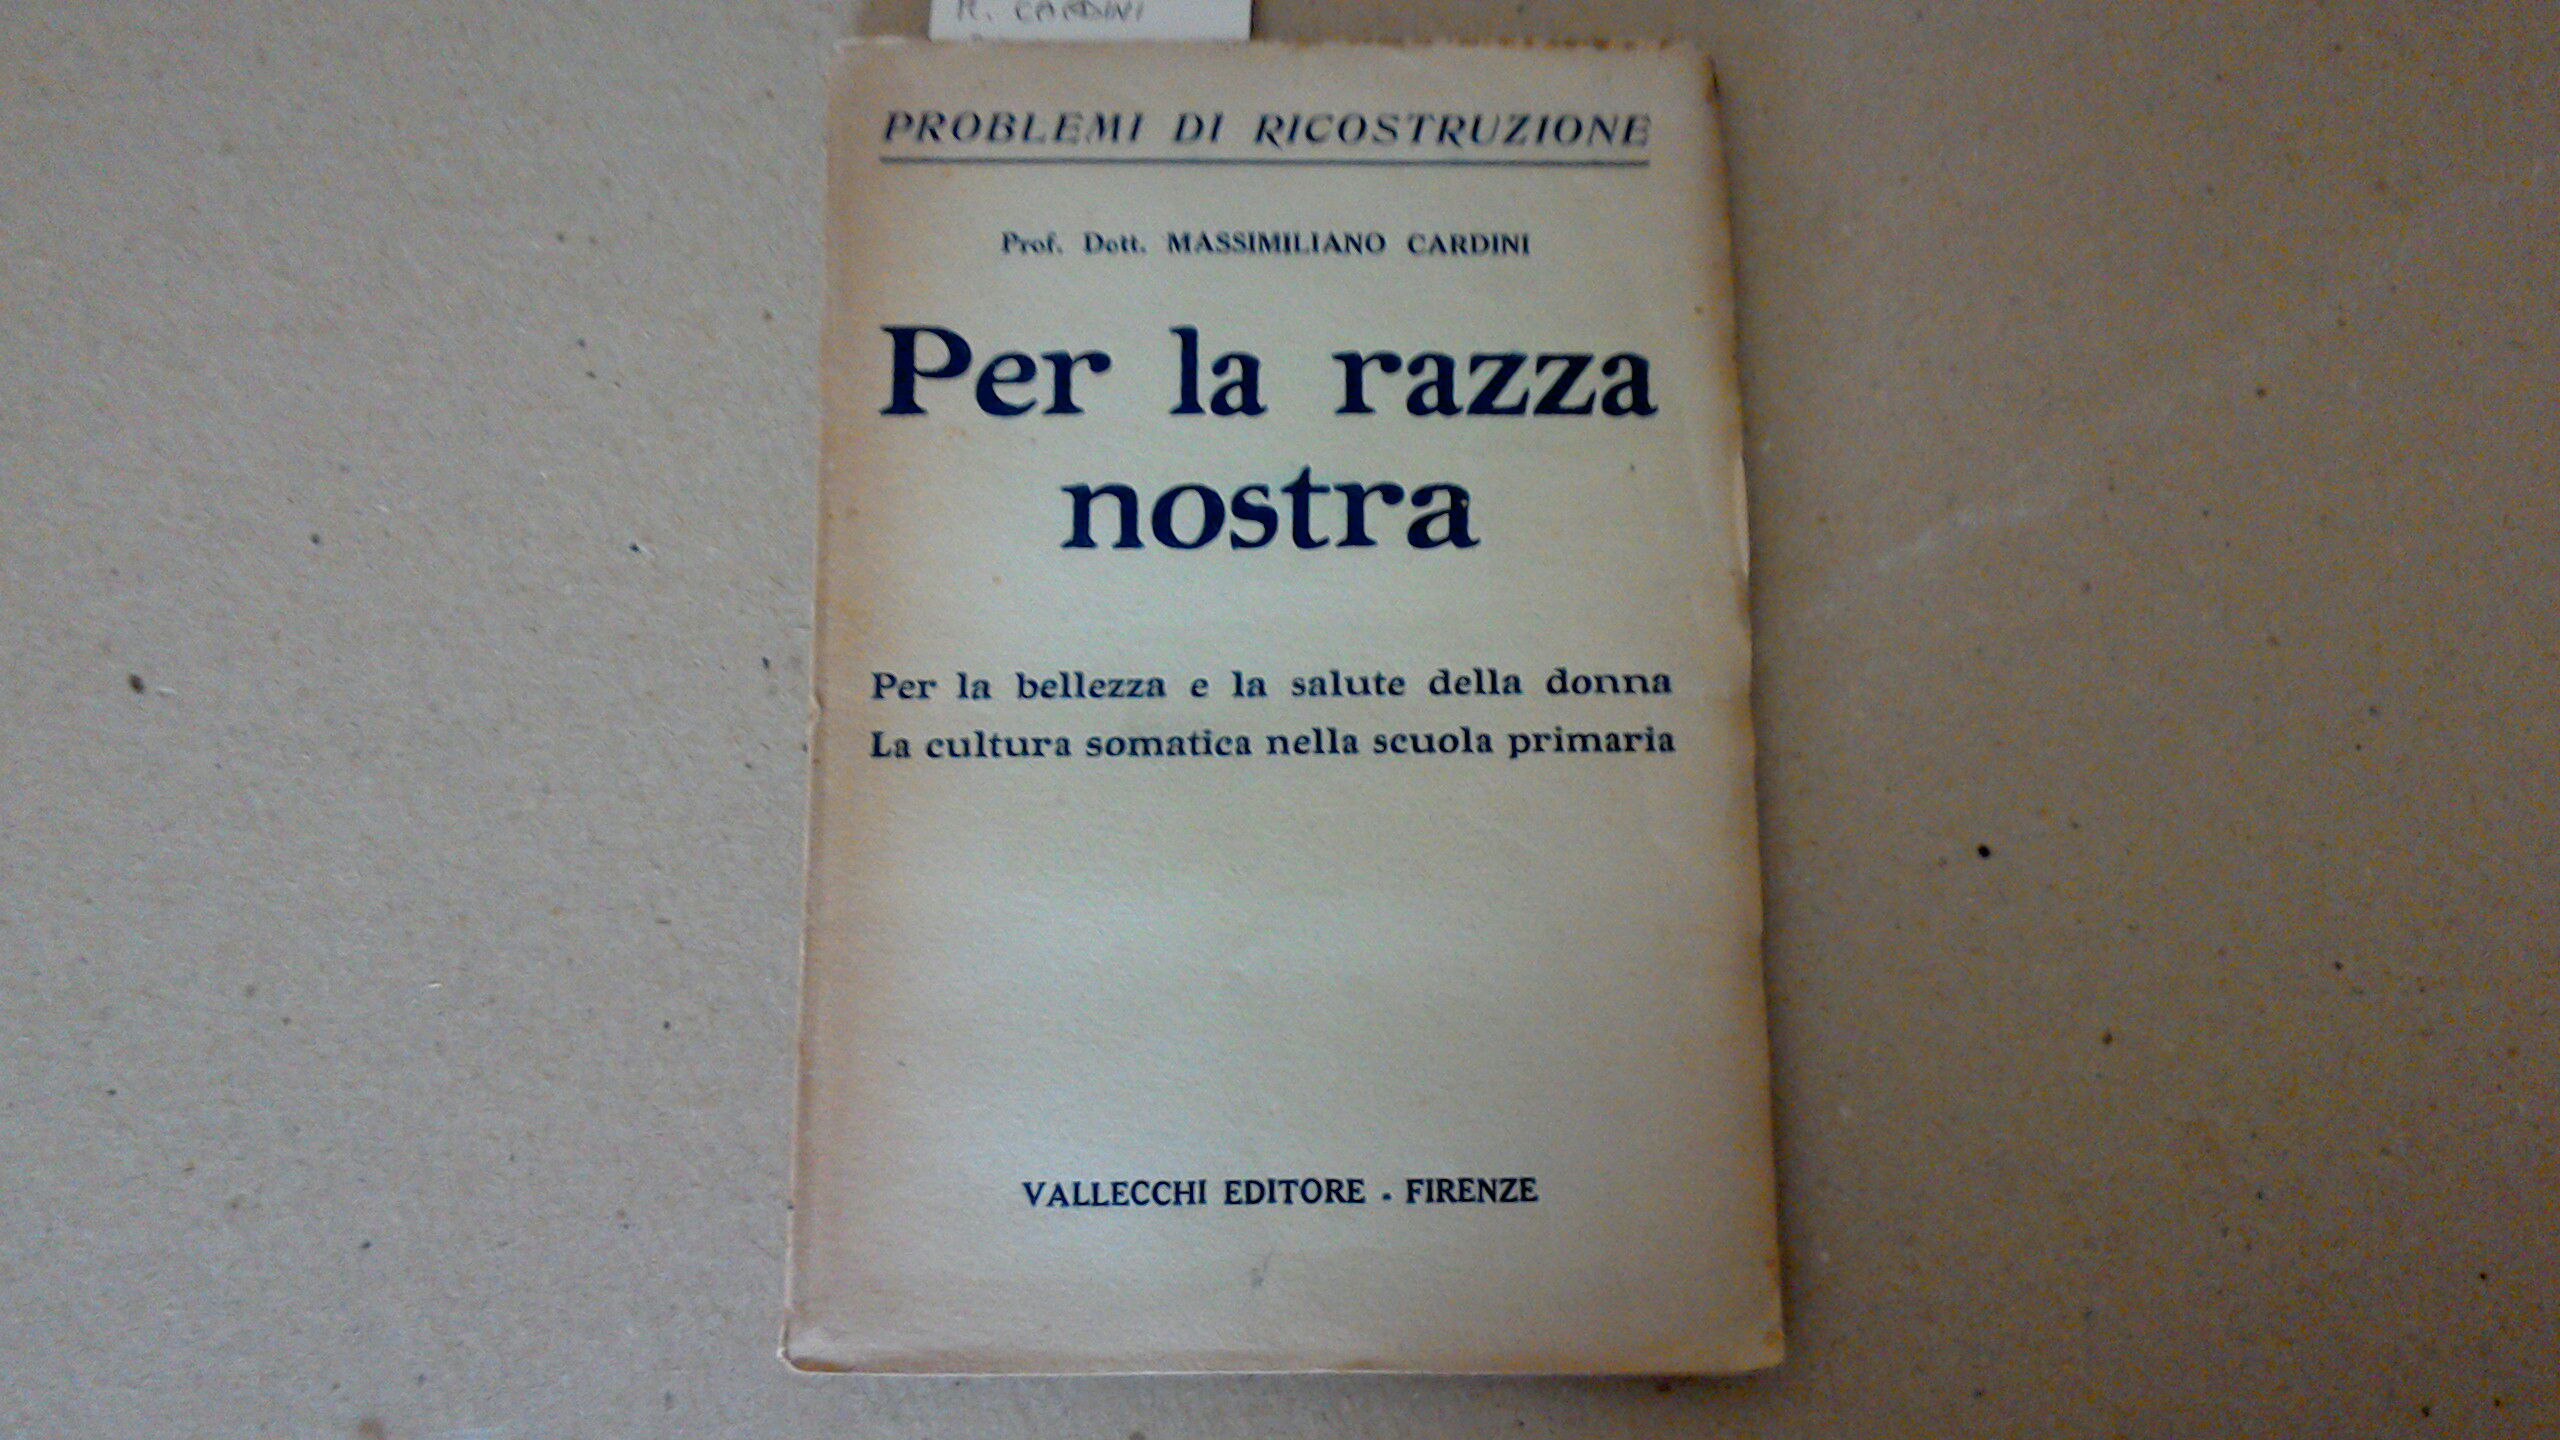 R. CARDINI
PROBLEMI DI RICOSTRUZIONE
Prof. Dott. MASSIMILIANO CARDINI
Per la razza
nostra
Per la bellezza e la salute della donna
La cultura somatica nella scuola primaria
VALLECCHI EDITORE - FIRENZE